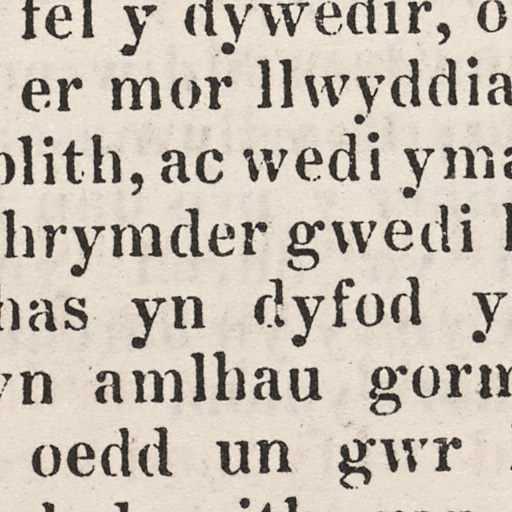 fel y dywedir, o
er mor llwyddia
olith, ac wedi yma
hrymder gwedi
has yn dyfod y
yn amlhau gorm
oedd un gwr